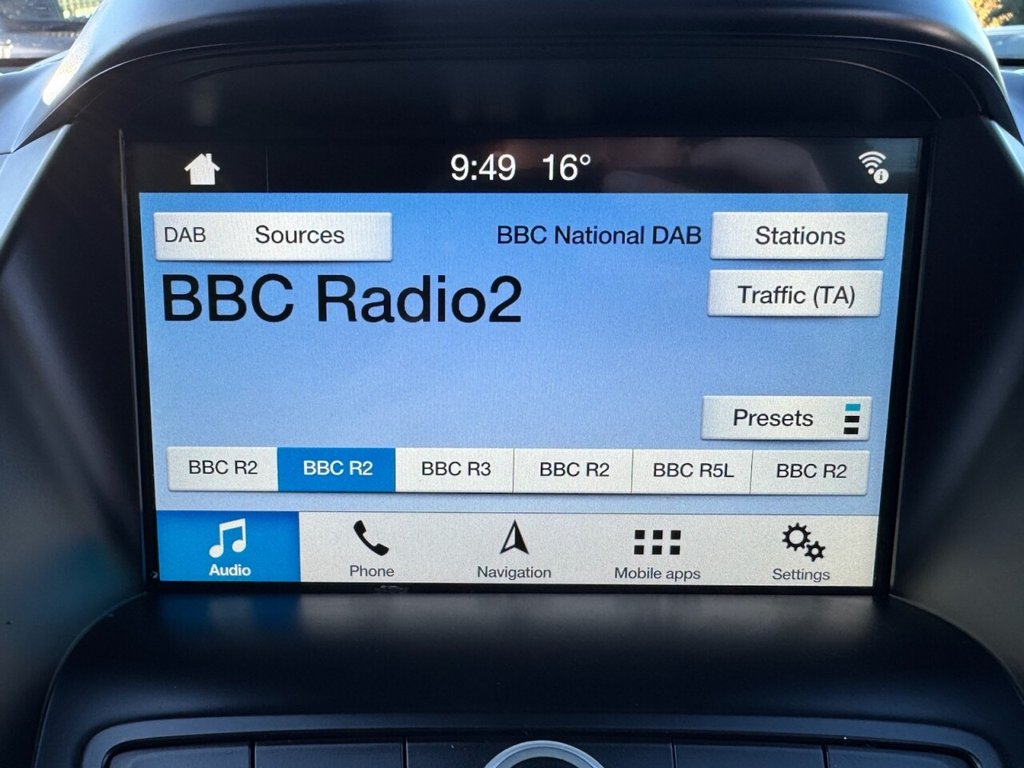 9:49 16°
DAB Sources BBC National DAB Stations
BBC Radio2
Traffic (TA)
Presets
BBC R2 BBC R2 BBC R3 BBC R2 BBC R5L BBC R2
Audio Phone Navigation Mobile apps Settings